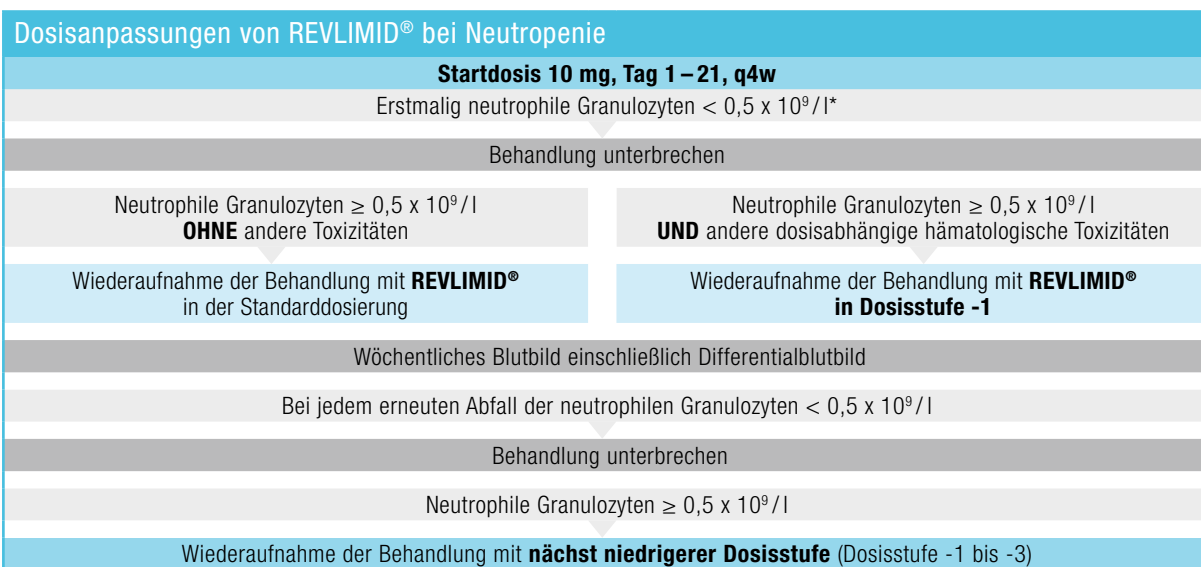 Dosisanpassungen von REVLIMID® bei Neutropenie
Startdosis 10 mg, Tag 1 – 21, q4w
Erstmalig neutrophile Granulozyten < 0,5 x 10⁹ / l*
Behandlung unterbrechen
Neutrophile Granulozyten ≥ 0,5 x 10⁹ / l
OHNE andere Toxizitäten
Neutrophile Granulozyten ≥ 0,5 x 10⁹ / l
UND andere dosisabhängige hämatologische Toxizitäten
Wiederaufnahme der Behandlung mit REVLIMID®
in der Standarddosierung
Wiederaufnahme der Behandlung mit REVLIMID®
in Dosisstufe -1
Wöchentliches Blutbild einschließlich Differentialblutbild
Bei jedem erneuten Abfall der neutrophilen Granulozyten < 0,5 x 10⁹ / l
Behandlung unterbrechen
Neutrophile Granulozyten ≥ 0,5 x 10⁹ / l
Wiederaufnahme der Behandlung mit nächst niedrigerer Dosisstufe (Dosisstufe -1 bis -3)